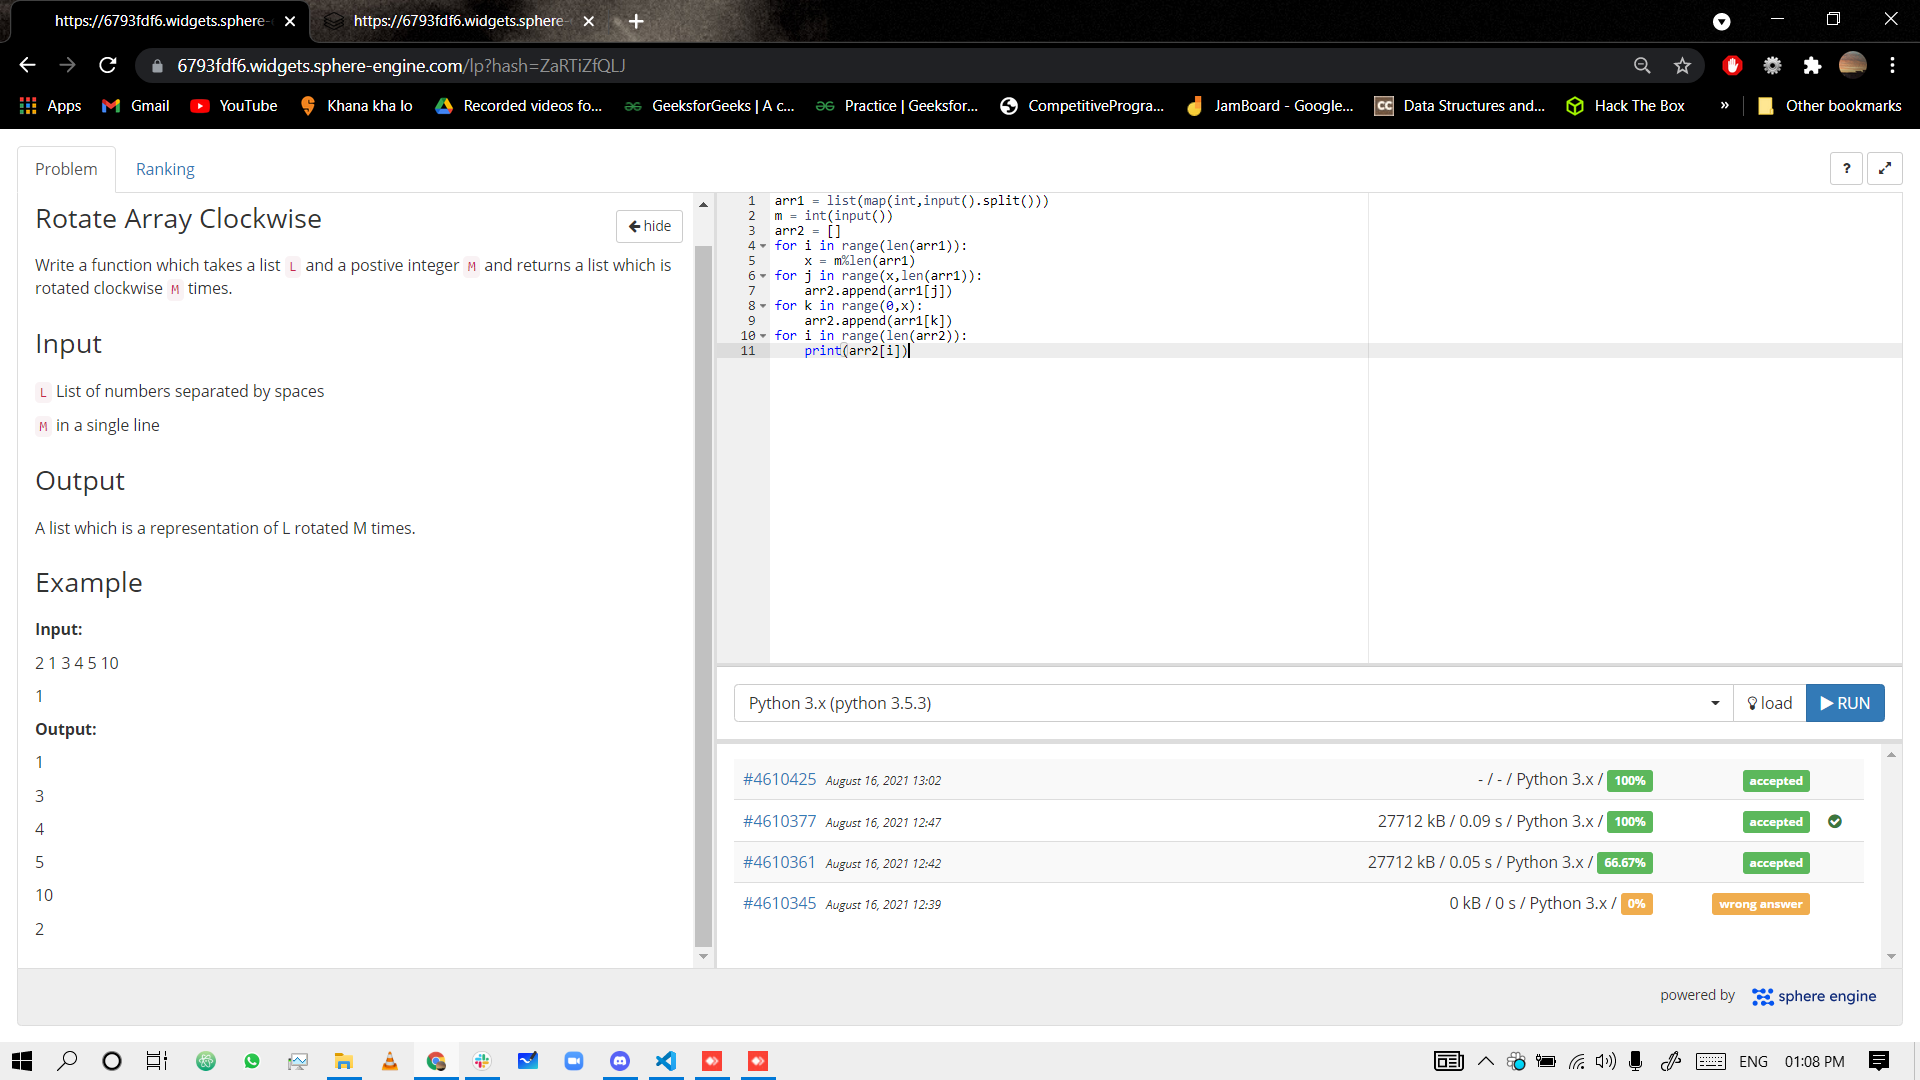 https://6793fdf6.widgets.sphere-
https://6793fdf6.widgets.sphere-
6793fdf6.widgets.sphere-engine.com/lp?hash=ZaRTiZfQLJ
Apps Gmail YouTube Khana kha lo Recorded videos fo... GeeksforGeeks | A c... Practice | Geeksfor... CompetitivePrograma... JamBoard - Google... CC Data Structures and... Hack The Box » Other bookmarks
Problem Ranking ?
Rotate Array Clockwise
hide
Write a function which takes a list L and a postive integer M and returns a list which is
rotated clockwise M times.
Input
L List of numbers separated by spaces
M in a single line
Output
A list which is a representation of L rotated M times.
Example
Input:
2 1 3 4 5 10
1
Output:
1
3
4
5
10
2
1 arr1 = list(map(int,input().split()))
2 m = int(input())
3 arr2 = []
4 for i in range(len(arr1)):
5 x = m%len(arr1)
6 for j in range(x,len(arr1)):
7 arr2.append(arr1[j])
8 for k in range(0,x):
9 arr2.append(arr1[k])
10 for i in range(len(arr2)):
11 print(arr2[i])
Python 3.x (python 3.5.3) load RUN
#4610425 August 16, 2021 13:02 - / - / Python 3.x / 100% accepted
#4610377 August 16, 2021 12:47 27712 kB / 0.09 s / Python 3.x / 100% accepted
#4610361 August 16, 2021 12:42 27712 kB / 0.05 s / Python 3.x / 66.67% accepted
#4610345 August 16, 2021 12:39 0 kB / 0 s / Python 3.x / 0% wrong answer
powered by sphere engine
ENG 01:08 PM